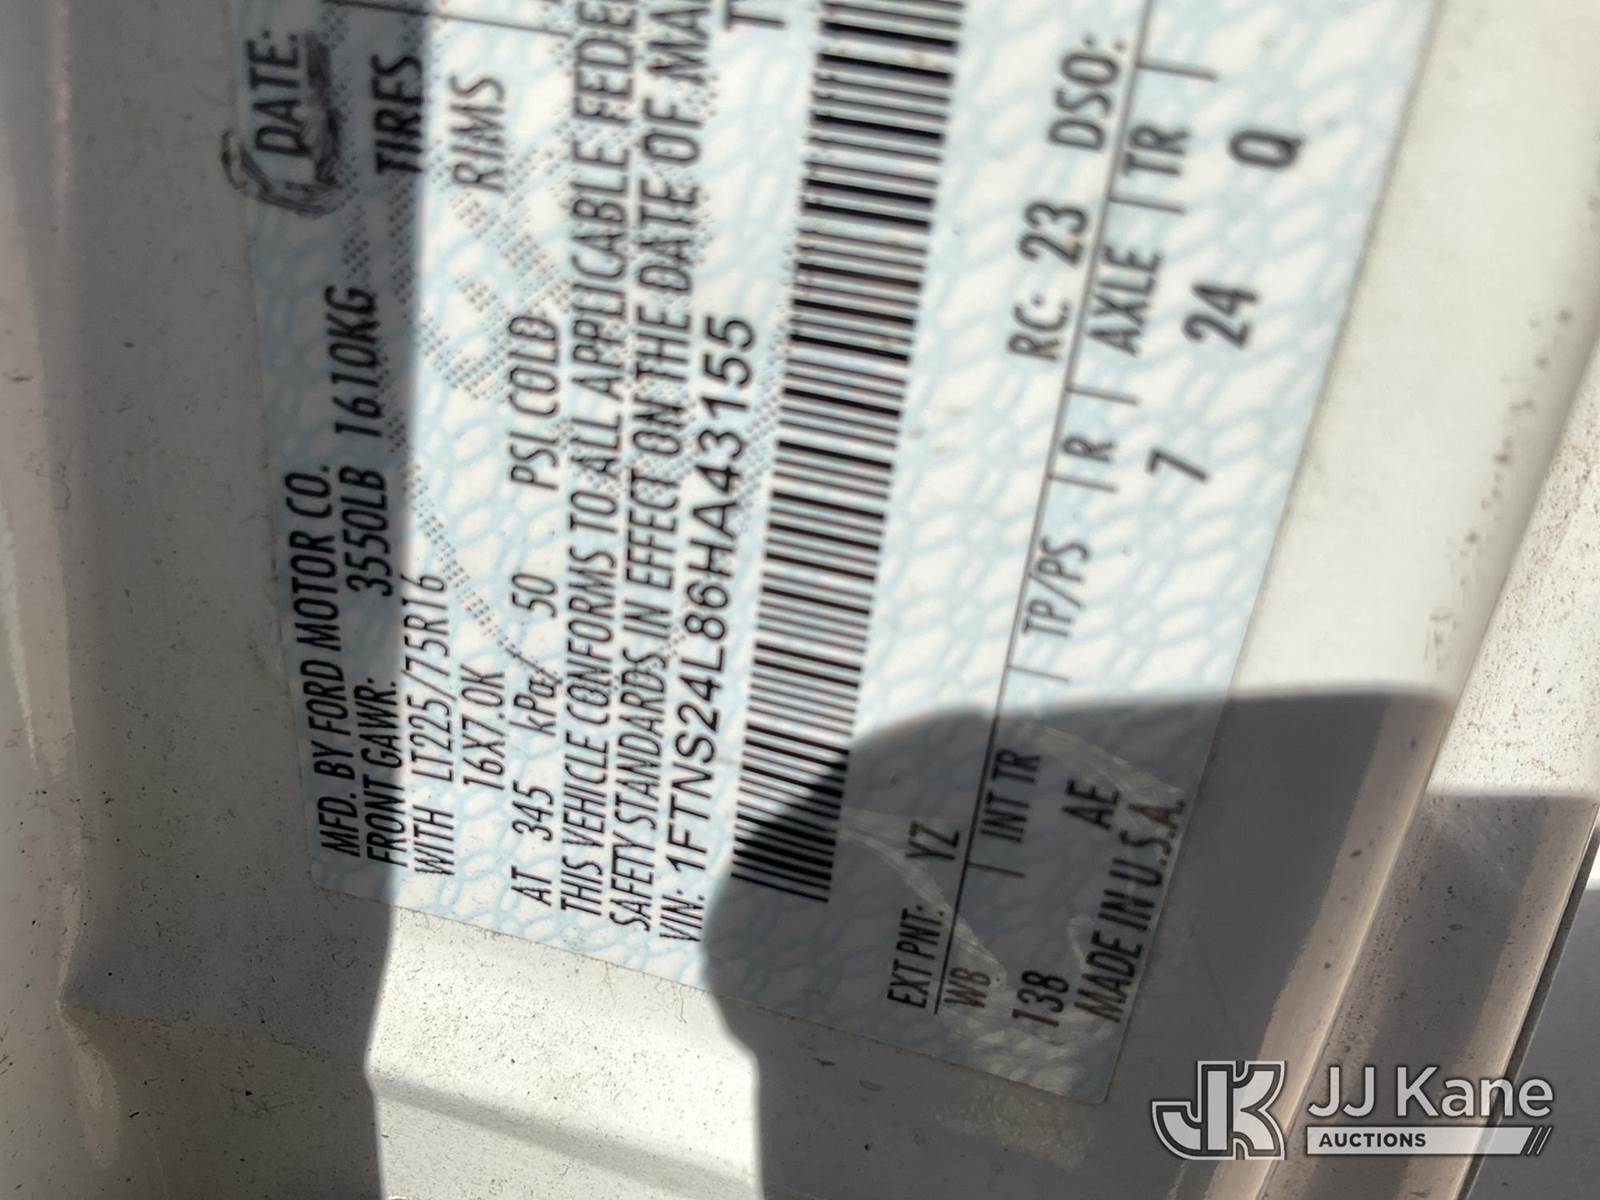 MFD. BY FORD MOTOR CO.
DATE:
FRONT GAWR: 3550LB 1610KG
WITH LT225/75R16 TIRES
16X7.0K RIMS
AT 345 kPa/ 50 PSI COLD
THIS VEHICLE CONFORMS TO ALL APPLICABLE
SAFETY STANDARDS IN EFFECT ON THE DATE OF
VIN: 1FTNS24L86HA43155
EXT PNT: YZ RC: 23 DSO:
WB | INT TR | TP/PS | R | AXLE | TR |
138 AE 7 24 Q
MADE IN U.S.A.
JK JJ Kane
AUCTIONS